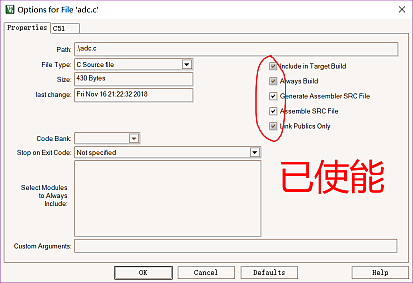 Options for File 'adc.c'
Properties C51
Path: .\adc.c
File Type: C Source file
Size: 430 Bytes
last change: Fri Nov 16 21:22:32 2018
Include in Target Build
Always Build
Generate Assembler SRC File
Assemble SRC File
Link Publics Only
Code Bank:
Stop on Exit Code: Not specified
Select Modules
to Always
Include:
已使能
Custom Arguments:
OK Cancel Defaults Help